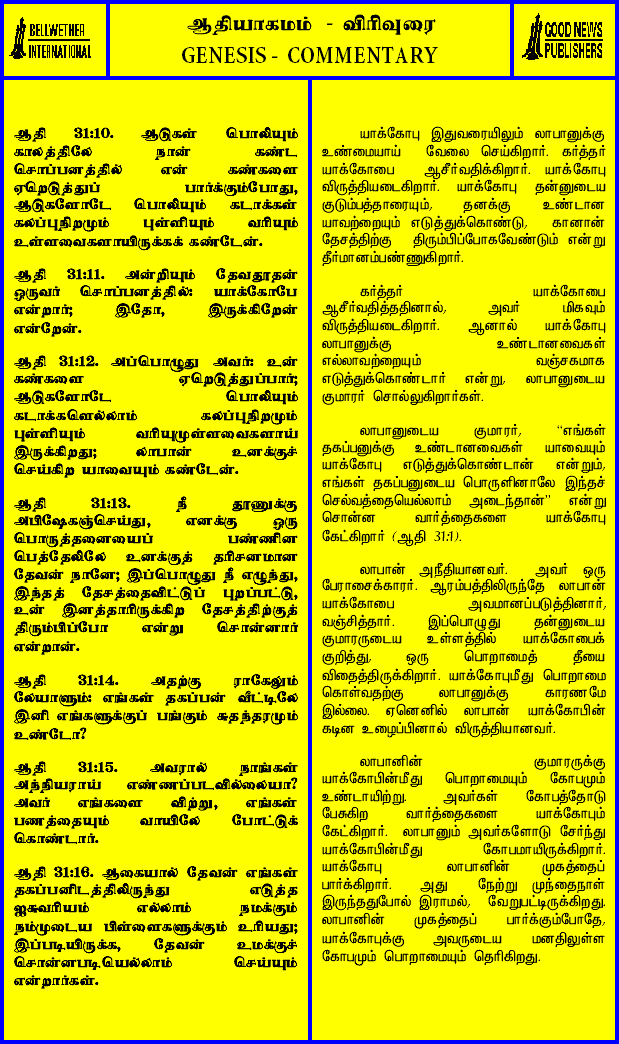 BELLWETHER
INTERNATIONAL
ஆதியாகமம் - விரிவுரை
GENESIS - COMMENTARY
GOOD NEWS
PUBLISHERS
ஆதி 31:10. ஆடுகள் பொலியும்
காலத்திலே நான் கண்ட
சொப்பனத்தில் என் கண்களை
ஏறெடுத்துப் பார்க்கும்போது,
ஆடுகளோடே பொலியும் கடாக்கள்
கலப்புநிறமும் புள்ளியும் வரியும்
உள்ளவைகளாயிருக்கக் கண்டேன்.
ஆதி 31:11. அன்றியும் தேவதூதன்
ஒருவர் சொப்பனத்தில்: யாக்கோபே
என்றார்; இதோ, இருக்கிறேன்
என்றேன்.
ஆதி 31:12. அப்பொழுது அவர்: உன்
கண்களை ஏறெடுத்துப்பார்;
ஆடுகளோடே பொலியும்
கடாக்களெல்லாம் கலப்புநிறமும்
புள்ளியும் வரியுமுள்ளவைகளாய்
இருக்கிறது; லாபான் உனக்குச்
செய்கிற யாவையும் கண்டேன்.
ஆதி 31:13. நீ தூணுக்கு
அபிஷேகஞ்செய்து, எனக்கு ஒரு
பொருத்தனையைப் பண்ணின
பெத்தேலிலே உனக்குத் தரிசனமான
தேவன் நானே; இப்பொழுது நீ எழுந்து,
இந்தத் தேசத்தைவிட்டுப் புறப்பட்டு,
உன் இனத்தாரிருக்கிற தேசத்திற்குத்
திரும்பிப்போ என்று சொன்னார்
என்றான்.
ஆதி 31:14. அதற்கு ராகேலும்
லேயாளும்: எங்கள் தகப்பன் வீட்டிலே
இனி எங்களுக்குப் பங்கும் சுதந்தரமும்
உண்டோ?
ஆதி 31:15. அவரால் நாங்கள்
அந்நியராய் எண்ணப்படவில்லையா?
அவர் எங்களை விற்று, எங்கள்
பணத்தையும் வாயிலே போட்டுக்
கொண்டார்.
ஆதி 31:16. ஆகையால் தேவன் எங்கள்
தகப்பனிடத்திலிருந்து எடுத்த
ஐசுவரியம் எல்லாம் நமக்கும்
நம்முடைய பிள்ளைகளுக்கும் உரியது;
இப்படியிருக்க, தேவன் உமக்குச்
சொன்னபடியெல்லாம் செய்யும்
என்றார்கள்.
யாக்கோபு இதுவரையிலும் லாபானுக்கு
உண்மையாய் வேலை செய்கிறார். கர்த்தர்
யாக்கோபை ஆசீர்வதிக்கிறார். யாக்கோபு
விருத்தியடைகிறார். யாக்கோபு தன்னுடைய
குடும்பத்தாரையும், தனக்கு உண்டான
யாவற்றையும் எடுத்துக்கொண்டு, கானான்
தேசத்திற்கு திரும்பிப்போகவேண்டும் என்று
தீர்மானம்பண்ணுகிறார்.
கர்த்தர் யாக்கோபை
ஆசீர்வதித்ததினால், அவர் மிகவும்
விருத்தியடைகிறார். ஆனால் யாக்கோபு
லாபானுக்கு உண்டானவைகள்
எல்லாவற்றையும் வஞ்சகமாக
எடுத்துக்கொண்டார் என்று, லாபானுடைய
குமாரர் சொல்லுகிறார்கள்.
லாபானுடைய குமாரர், "எங்கள்
தகப்பனுக்கு உண்டானவைகள் யாவையும்
யாக்கோபு எடுத்துக்கொண்டான் என்றும்,
எங்கள் தகப்பனுடைய பொருளினாலே இந்தச்
செல்வத்தையெல்லாம் அடைந்தான்" என்று
சொன்ன வார்த்தைகளை யாக்கோபு
கேட்கிறார் (ஆதி 31:1).
லாபான் அநீதியானவர். அவர் ஒரு
பேராசைக்காரர். ஆரம்பத்திலிருந்தே லாபான்
யாக்கோபை அவமானப்படுத்தினார்,
வஞ்சித்தார். இப்பொழுது தன்னுடைய
குமாரருடைய உள்ளத்தில் யாக்கோபைக்
குறித்து, ஒரு பொறாமைத் தீயை
விதைத்திருக்கிறார். யாக்கோபுமீது பொறாமை
கொள்வதற்கு லாபானுக்கு காரணமே
இல்லை. ஏனெனில் லாபான் யாக்கோபின்
கடின உழைப்பினால் விருத்தியானவர்.
லாபானின் குமாரருக்கு
யாக்கோபின்மீது பொறாமையும் கோபமும்
உண்டாயிற்று. அவர்கள் கோபத்தோடு
பேசுகிற வார்த்தைகளை யாக்கோபும்
கேட்கிறார். லாபானும் அவர்களோடு சேர்ந்து
யாக்கோபின்மீது கோபமாயிருக்கிறார்.
யாக்கோபு லாபானின் முகத்தைப்
பார்க்கிறார். அது நேற்று முந்தைநாள்
இருந்ததுபோல் இராமல், வேறுபட்டிருக்கிறது.
லாபானின் முகத்தைப் பார்க்கும்போதே,
யாக்கோபுக்கு அவருடைய மனதிலுள்ள
கோபமும் பொறாமையும் தெரிகிறது.